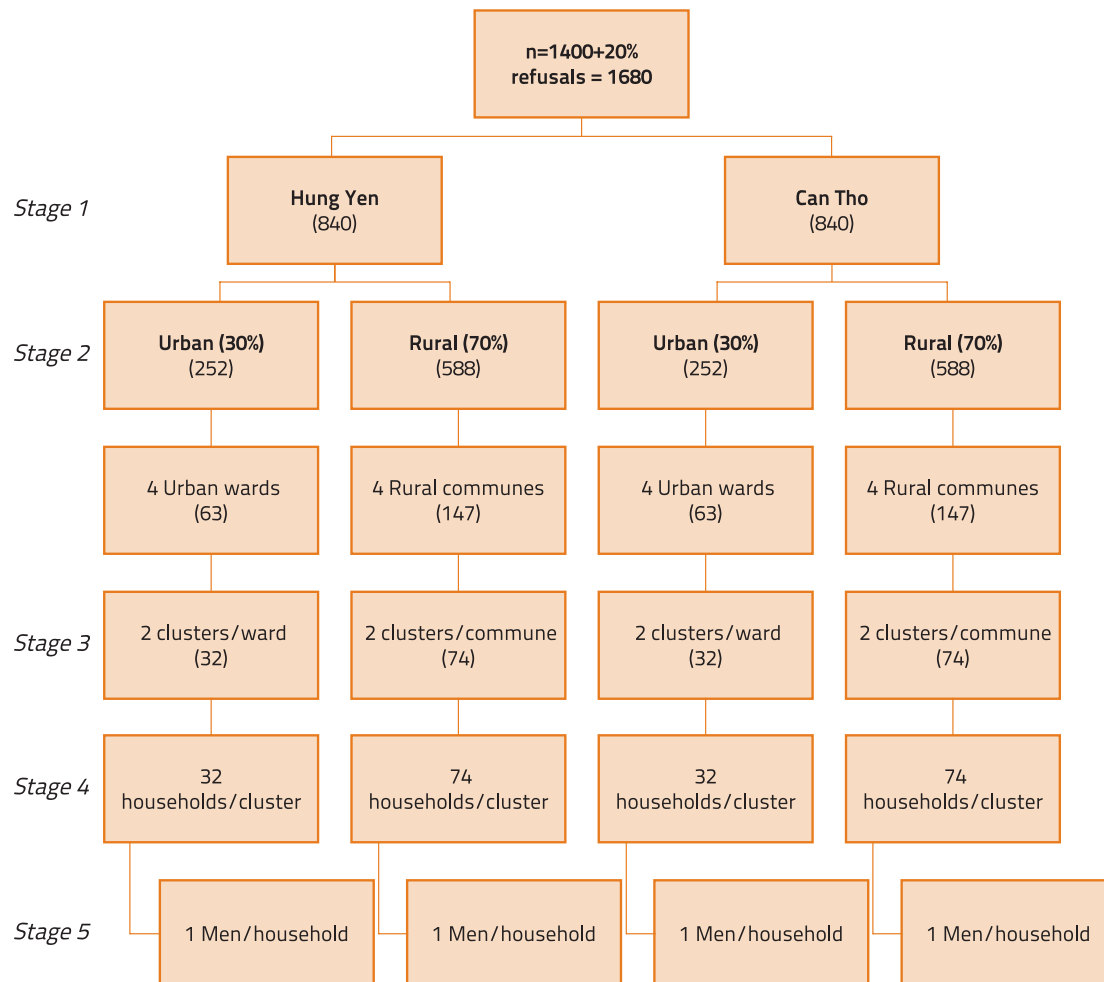 n=1400+20%
refusals = 1680
Stage 1
Hung Yen
(840)
Can Tho
(840)
Stage 2
Urban (30%)
(252)
Rural (70%)
(588)
Urban (30%)
(252)
Rural (70%)
(588)
4 Urban wards
(63)
4 Rural communes
(147)
4 Urban wards
(63)
4 Rural communes
(147)
Stage 3
2 clusters/ward
(32)
2 clusters/commune
(74)
2 clusters/ward
(32)
2 clusters/commune
(74)
Stage 4
32
households/cluster
74
households/cluster
32
households/cluster
74
households/cluster
Stage 5
1 Men/household
1 Men/household
1 Men/household
1 Men/household